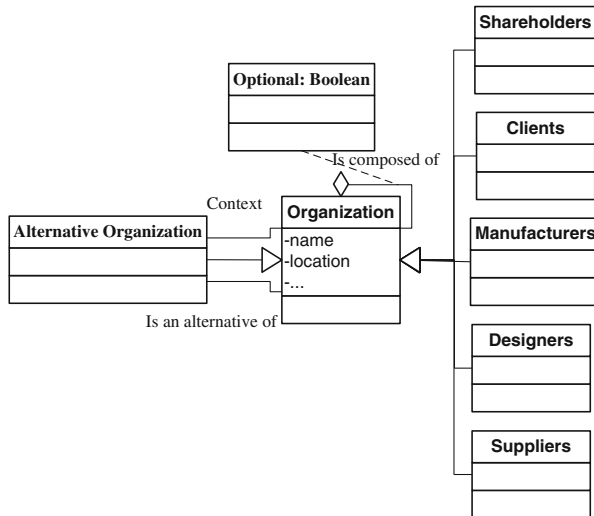 Shareholders
Optional: Boolean
Clients
Is composed of
Context
Organization
Alternative Organization
-name
-location
-...
Manufacturers
Is an alternative of
Designers
Suppliers